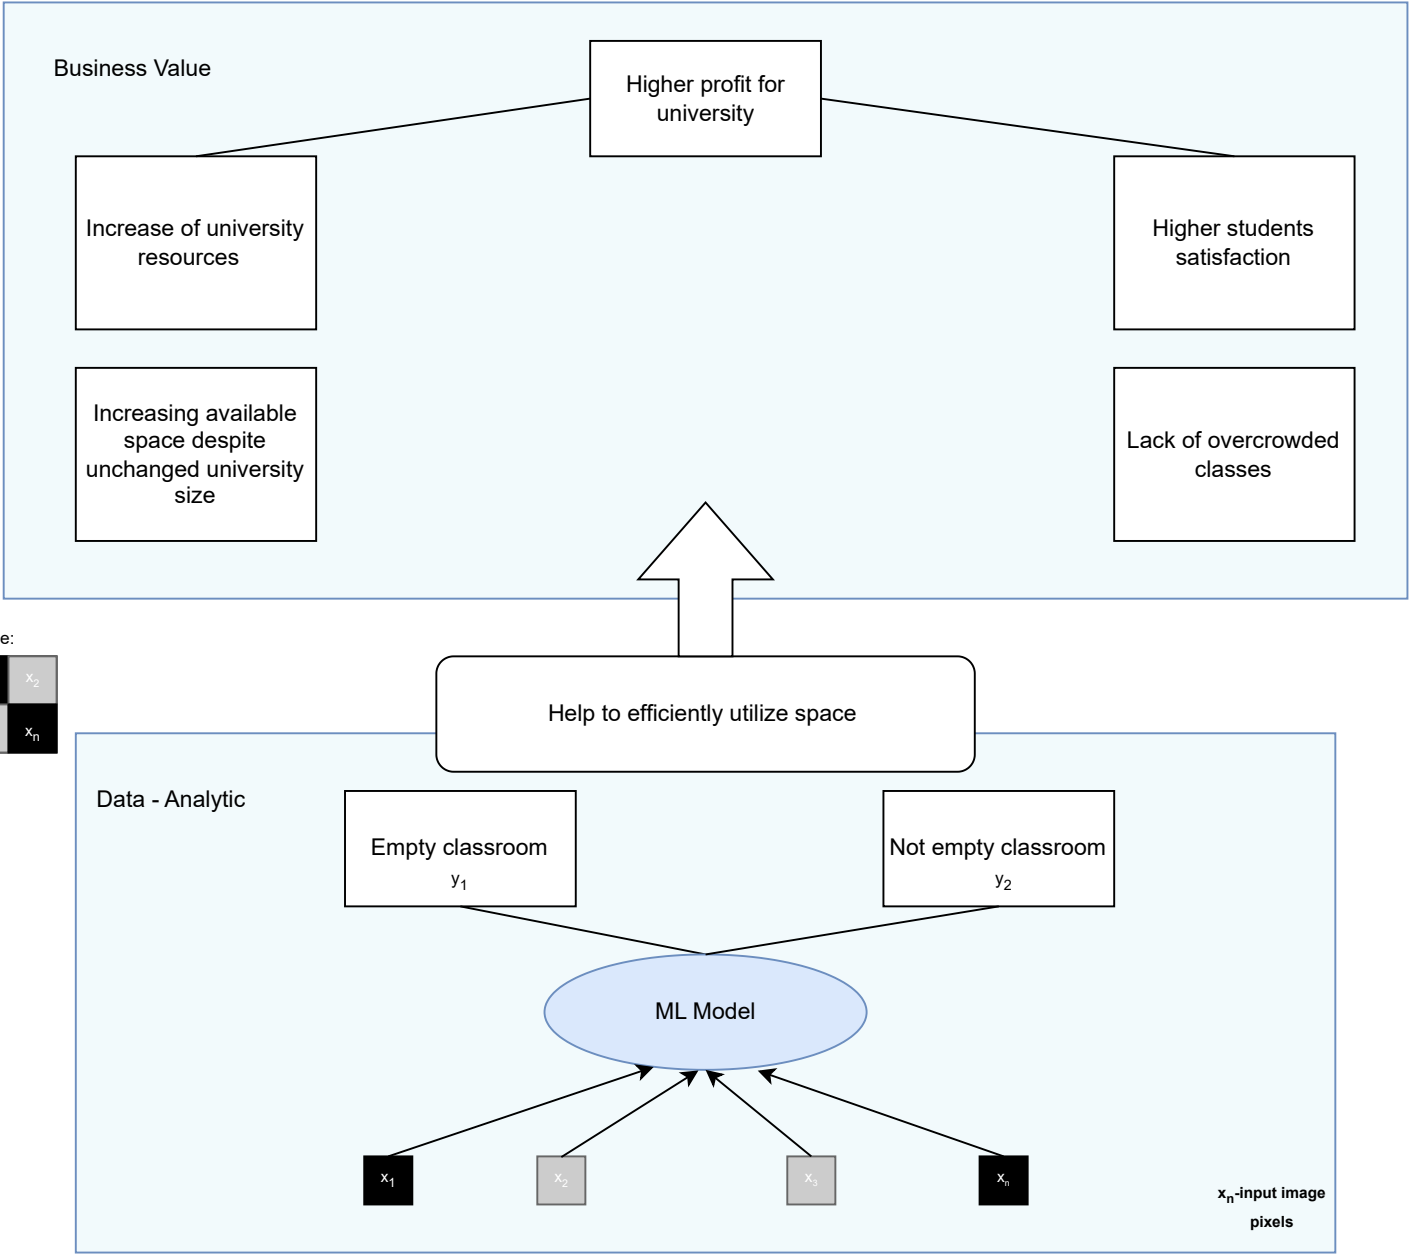 Business Value
Higher profit for
university
Increase of university
resources
Higher students
satisfaction
Increasing available
space despite
unchanged university
size
Lack of overcrowded
classes
e:
x2
xn
Help to efficiently utilize space
Data - Analytic
Empty classroom
y1
Not empty classroom
y2
ML Model
x1
x2
x3
xn
xn-input image
pixels